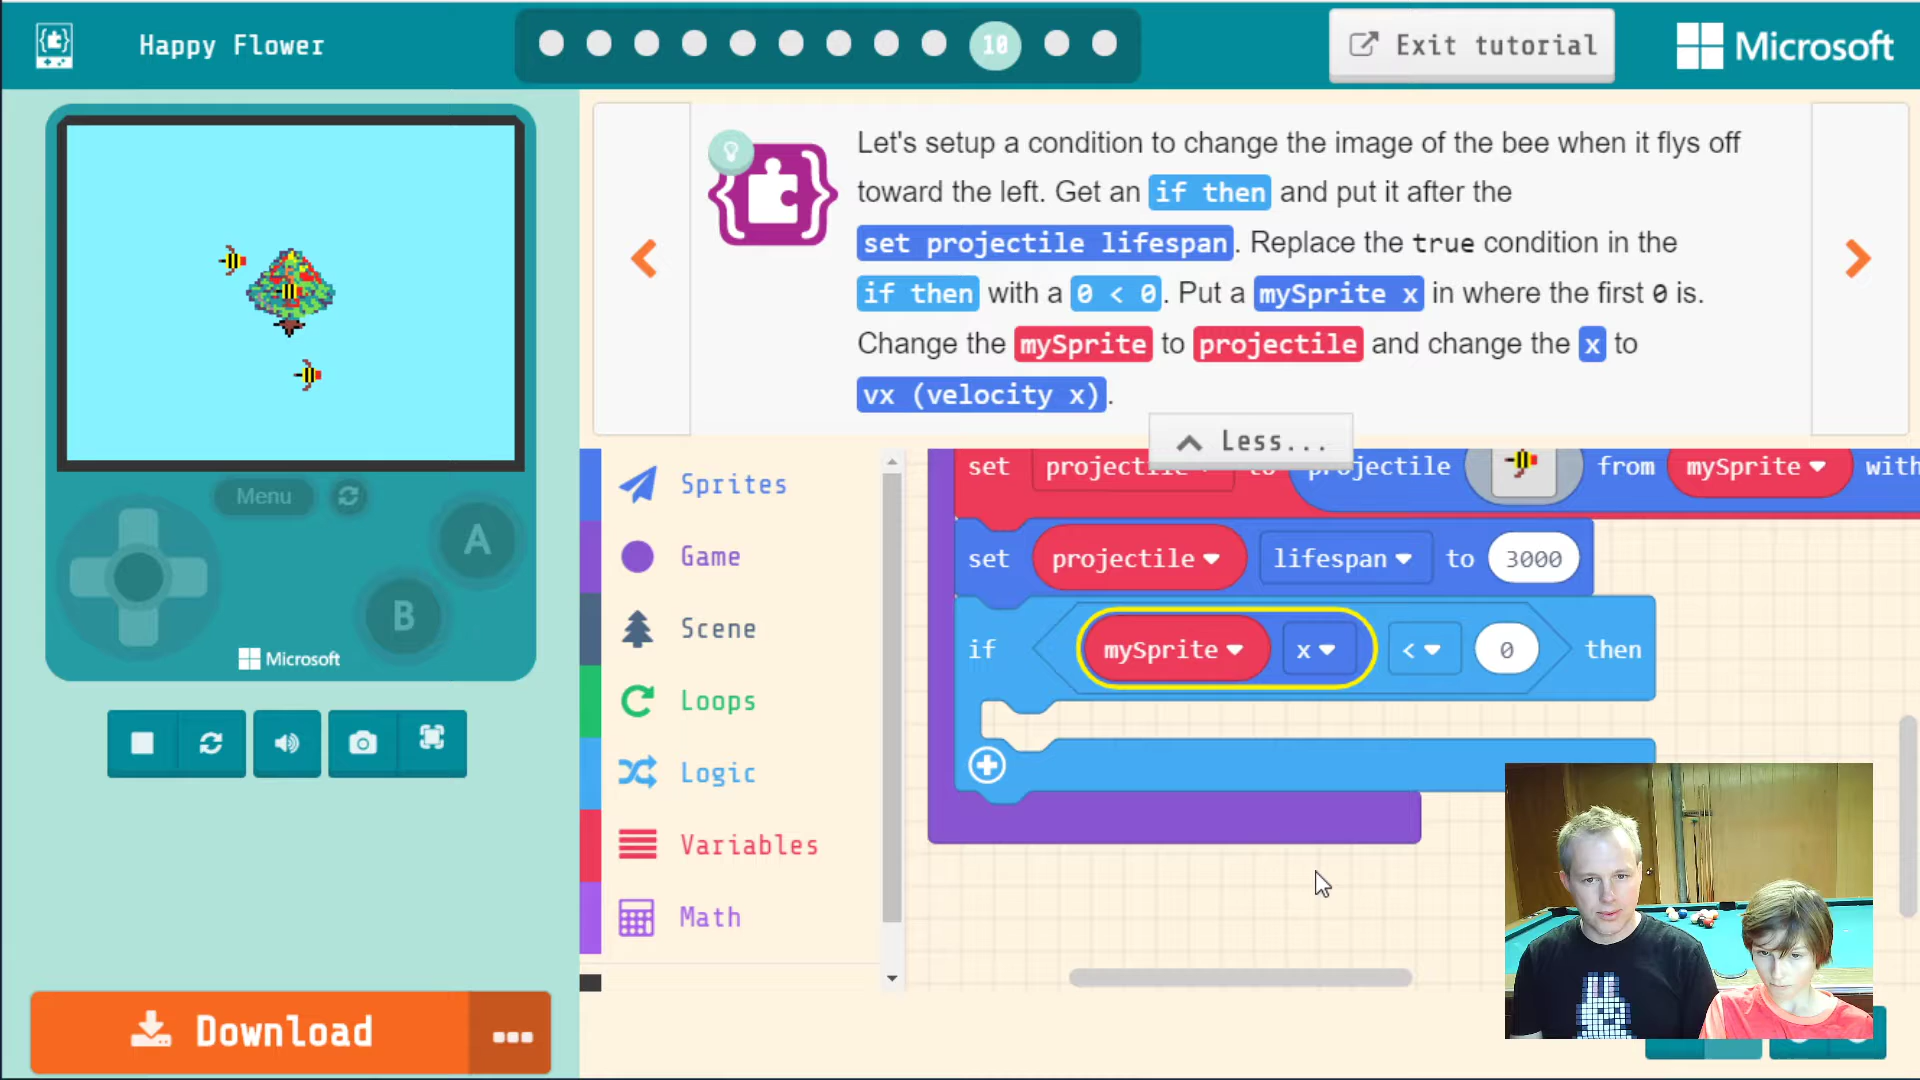 Happy Flower
10
Exit tutorial
Microsoft
Let's setup a condition to change the image of the bee when it flys off
toward the left. Get an if then and put it after the
set projectile lifespan. Replace the true condition in the
if then with a 0 < 0. Put a mySprite x in where the first 0 is.
Change the mySprite to projectile and change the x to
vx (velocity x).
Less...
Menu
A
B
Microsoft
Sprites
Game
Scene
Loops
Logic
Variables
Math
set projectile to projectile from mySprite with
set projectile lifespan to 3000
if mySprite x < 0 then
Download